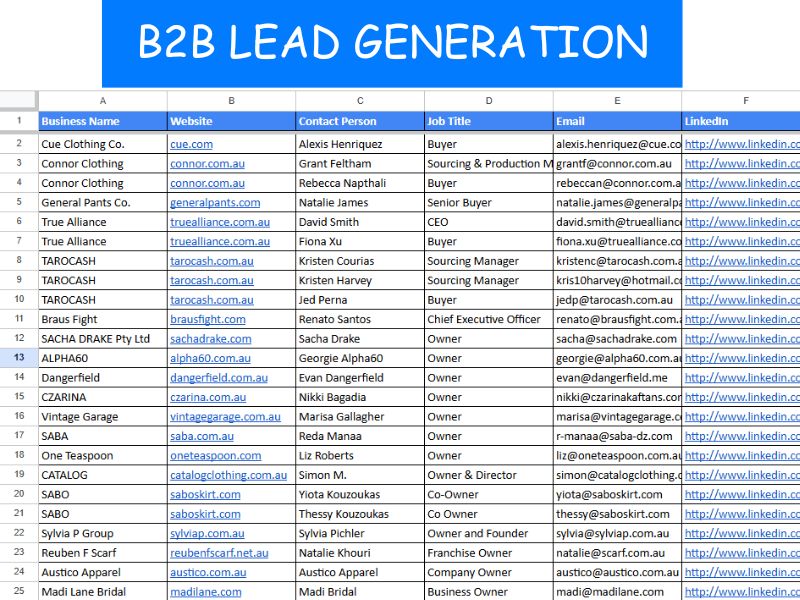 B2B LEAD GENERATION
A B C D E F
1 Business Name Website Contact Person Job Title Email LinkedIn
2 Cue Clothing Co. cue.com Alexis Henriquez Buyer alexis.henriquez@cue.co http://www.linkedin.co
3 Connor Clothing connor.com.au Grant Feltham Sourcing & Production M grantf@connor.com.au http://www.linkedin.co
4 Connor Clothing connor.com.au Rebecca Napthali Buyer rebeccan@connor.com.a http://www.linkedin.co
5 General Pants Co. generalpants.com Natalie James Senior Buyer natalie.james@generalpa http://www.linkedin.co
6 True Alliance truealliance.com.au David Smith CEO david.smith@truealliance http://www.linkedin.co
7 True Alliance truealliance.com.au Fiona Xu Buyer fiona.xu@truealliance.co http://www.linkedin.co
8 TAROCASH tarocash.com.au Kristen Courias Sourcing Manager kristenc@tarocash.com.a http://www.linkedin.co
9 TAROCASH tarocash.com.au Kristen Harvey Sourcing Manager kris10harvey@hotmail.c http://www.linkedin.co
10 TAROCASH tarocash.com.au Jed Perna Buyer jedp@tarocash.com.au http://www.linkedin.co
11 Braus Fight brausfight.com Renato Santos Chief Executive Officer renato@brausfight.com. http://www.linkedin.co
12 SACHA DRAKE Pty Ltd sachadrake.com Sacha Drake Owner sacha@sachadrake.com http://www.linkedin.co
13 ALPHA60 alpha60.com.au Georgie Alpha60 Owner georgie@alpha60.com.au http://www.linkedin.co
14 Dangerfield dangerfield.com.au Evan Dangerfield Owner evan@dangerfield.me http://www.linkedin.co
15 CZARINA czarina.com.au Nikki Bagadia Owner nikki@czarinakaftans.cor http://www.linkedin.co
16 Vintage Garage vintagegarage.com.au Marisa Gallagher Owner marisa@vintagegarage.c http://www.linkedin.co
17 SABA saba.com.au Reda Manaa Owner r-manaa@saba-dz.com http://www.linkedin.co
18 One Teaspoon oneteaspoon.com Liz Roberts Owner liz@oneteaspoon.com.au http://www.linkedin.co
19 CATALOG catalogclothing.com.au Simon M. Owner & Director simon@catalogclothing.c http://www.linkedin.co
20 SABO saboskirt.com Yiota Kouzoukas Co-Owner yiota@saboskirt.com http://www.linkedin.co
21 SABO saboskirt.com Thessy Kouzoukas Co Owner thessy@saboskirt.com http://www.linkedin.co
22 Sylvia P Group sylviap.com.au Sylvia Pichler Owner and Founder sylvia@sylviap.com.au http://www.linkedin.co
23 Reuben F Scarf reubenfscarf.net.au Natalie Khouri Franchise Owner natalie@scarf.com.au http://www.linkedin.co
24 Austico Apparel austico.com.au Austico Apparel Company Owner austico@austico.com.au http://www.linkedin.co
25 Madi Lane Bridal madilane.com Madi Bridal Business Owner madi@madilane.com http://www.linkedin.co